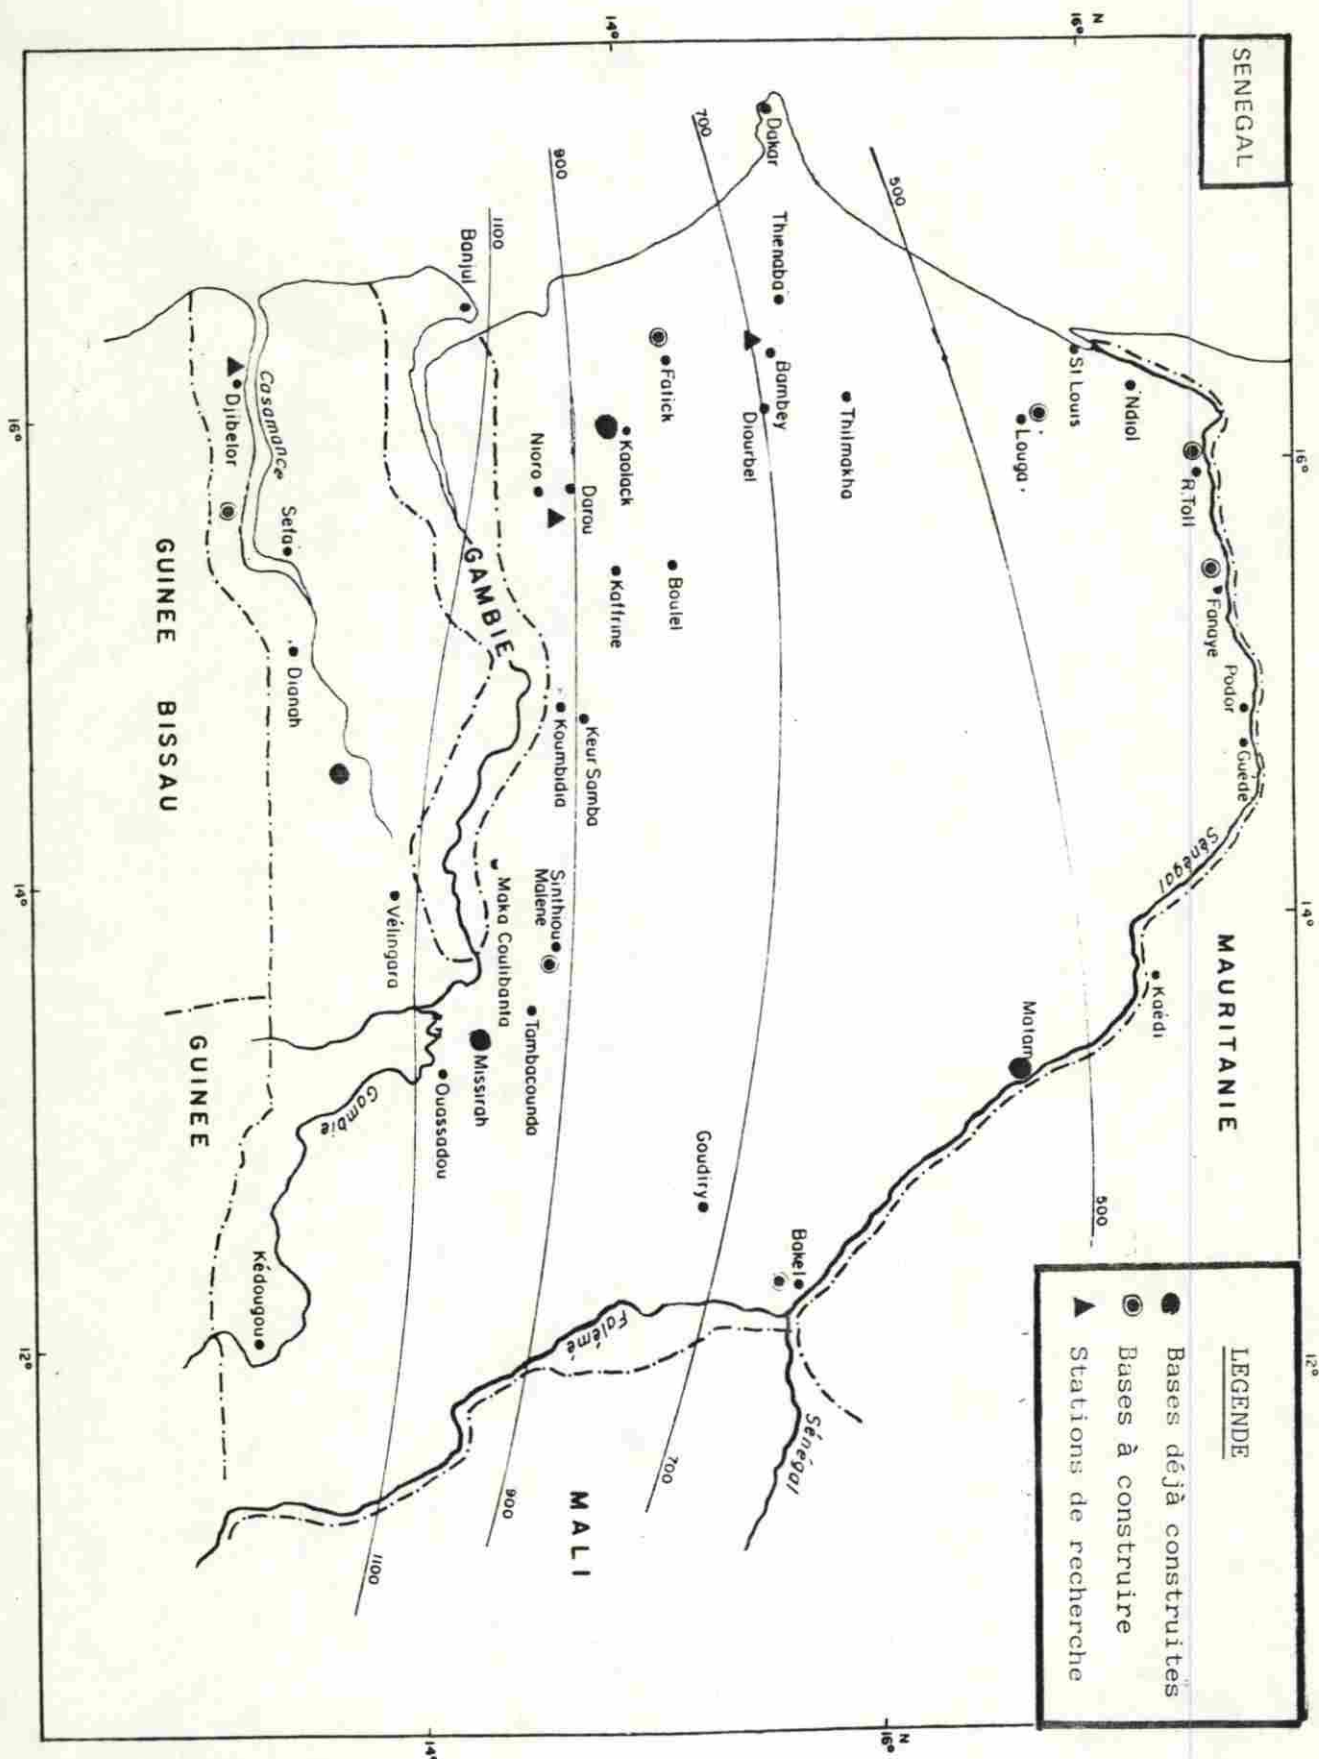 SENEGAL
16°
N
14°
16°
14°
12°
16°
14°
12°
14°
16°
N
LEGENDE
Bases déjà construites
Bases à construire
Stations de recherche
MAURITANIE
MALI
GUINEE BISSAU
GUINEE
GAMBIE
500
500
700
700
900
900
1100
1100
St Louis
Ndiol
R.Toll
Fanaye
Podor
Guédé
Sénégal
Kaédi
Matam
Louga
Thilmakha
Dakar
Thienaba
Bambey
Diourbel
Fatick
Kaolack
Boulel
Kaffrine
Darou
Nioro
Keur Samba
Koumbidia
Sinthiou
Malene
Maka Coulibanta
Tambacounda
Missirah
Ouassadou
Goudiry
Bakel
Sénégal
Falémé
Banjul
Casamance
Djibelor
Sefa
Dianah
Vélingara
Gambie
Kédougou